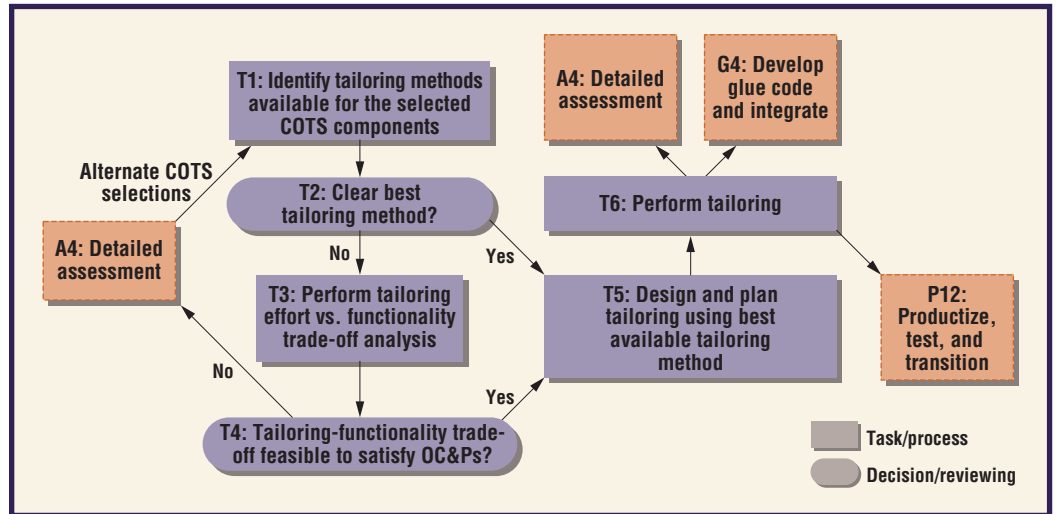 T1: Identify tailoring methods
available for the selected
COTS components
Alternate COTS
selections
T2: Clear best
tailoring method?
A4: Detailed
assessment
No
Yes
T3: Perform tailoring
effort vs. functionality
trade-off analysis
No
Yes
T4: Tailoring-functionality trade-
off feasible to satisfy OC&Ps?
A4: Detailed
assessment
G4: Develop
glue code
and integrate
T6: Perform tailoring
T5: Design and plan
tailoring using best
available tailoring
method
P12:
Productize,
test, and
transition
Task/process
Decision/reviewing